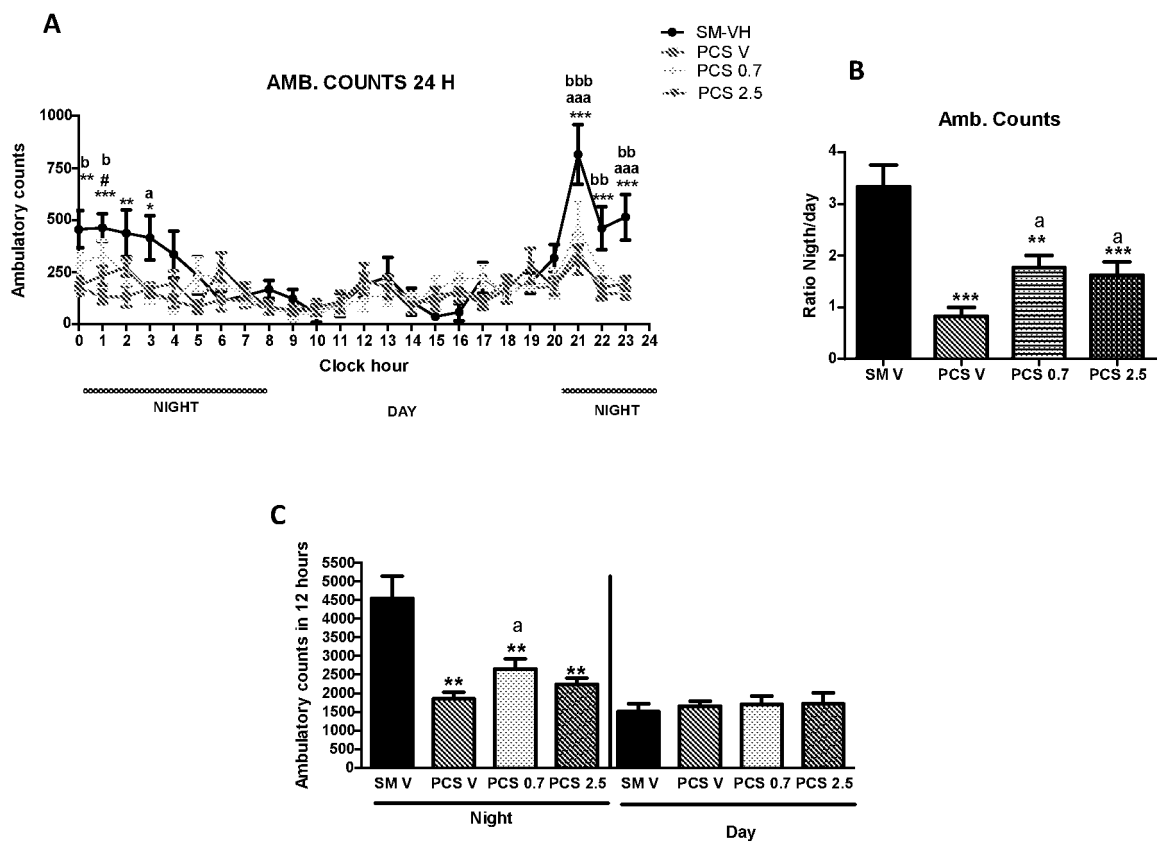 A
SM-VH
PCS V
PCS 0.7
PCS 2.5
AMB. COUNTS 24 H
Ambulatory counts
1000
750
500
250
0
b
**
b
#
***
**
a
*
bbb
aaa
***
bb
***
bb
aaa
***
0 1 2 3 4 5 6 7 8 9 10 11 12 13 14 15 16 17 18 19 20 21 22 23 24
Clock hour
NIGHT
DAY
NIGHT
B
Amb. Counts
Ratio Nigth/day
4
3
2
1
0
***
a
**
a
***
SM V PCS V PCS 0.7 PCS 2.5
C
Ambulatory counts in 12 hours
5500
5000
4500
4000
3500
3000
2500
2000
1500
1000
500
0
**
a
**
**
SM V PCS V PCS 0.7 PCS 2.5 SM V PCS V PCS 0.7 PCS 2.5
Night
Day